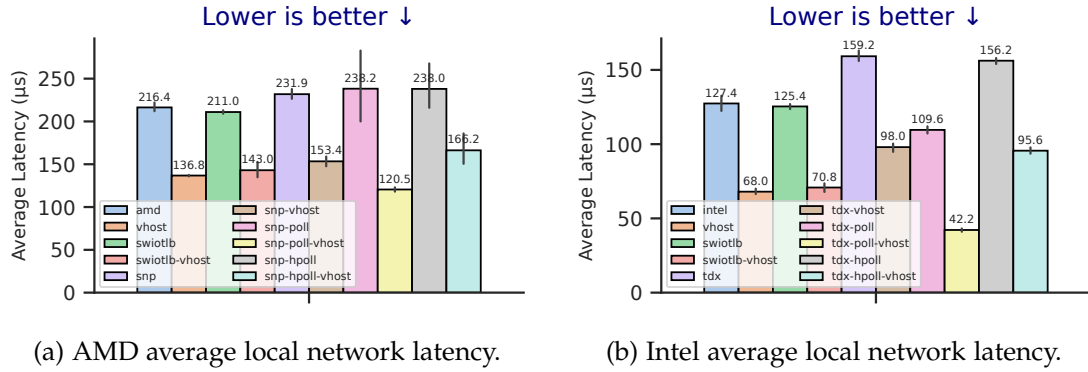 Lower is better ↓
Average Latency (µs)
250
200
150
100
50
0
216.4
136.8
211.0
143.0
231.9
153.4
238.2
120.5
238.0
166.2
amd
vhost
swiotlb
swiotlb-vhost
snp
snp-vhost
snp-poll
snp-poll-vhost
snp-hpoll
snp-hpoll-vhost
(a) AMD average local network latency.
Lower is better ↓
Average Latency (µs)
150
100
50
0
127.4
68.0
125.4
70.8
159.2
98.0
109.6
42.2
156.2
95.6
intel
vhost
swiotlb
swiotlb-vhost
tdx
tdx-vhost
tdx-poll
tdx-poll-vhost
tdx-hpoll
tdx-hpoll-vhost
(b) Intel average local network latency.